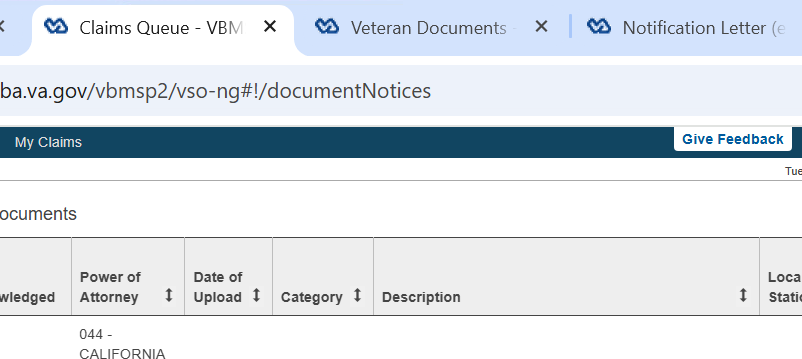 Claims Queue - VBM
Veteran Documents
Notification Letter (e
ba.va.gov/vbmsp2/vso-ng#!/documentNotices
My Claims
Give Feedback
Tue
ocuments
wledged
Power of
Attorney
Date of
Upload
Category
Description
Loca
Static
044 -
CALIFORNIA